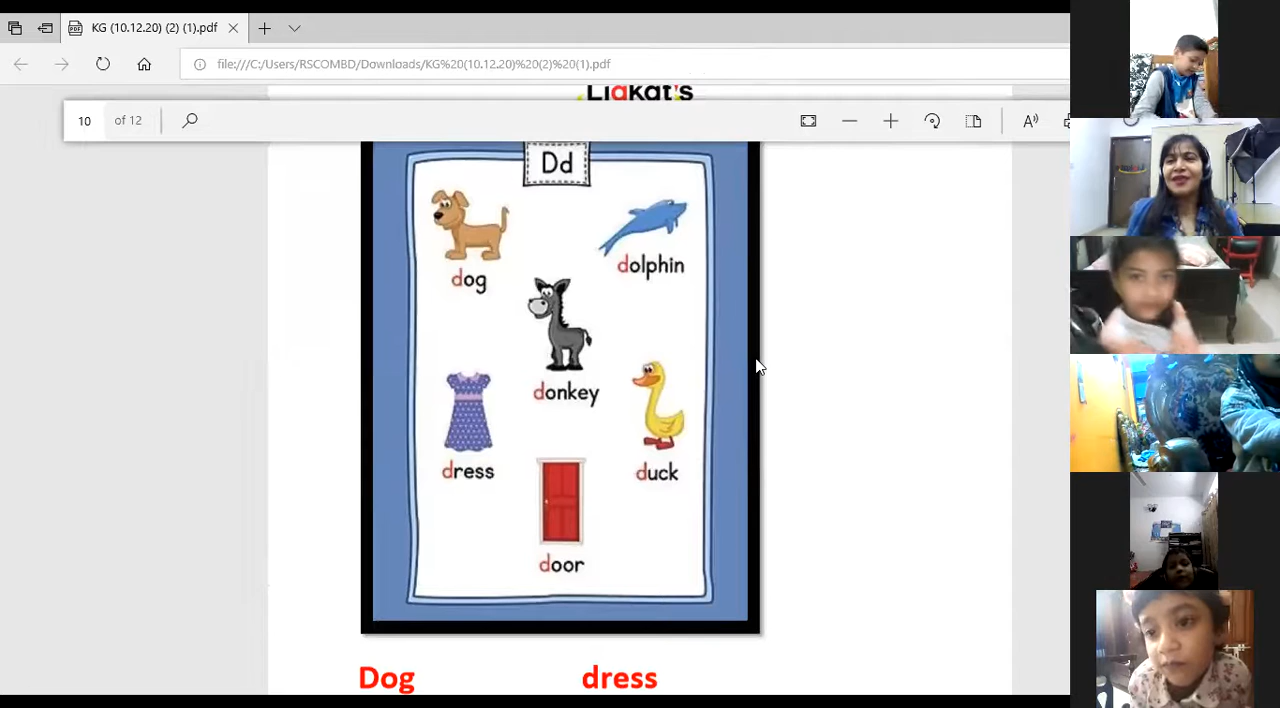 KG (10.12.20) (2) (1).pdf
file:///C:/Users/RSCOMBD/Downloads/KG%20(10.12.20)%20(2)%20(1).pdf
Liakat's
10 of 12
Dd
dog
dolphin
donkey
dress
duck
door
Dog dress